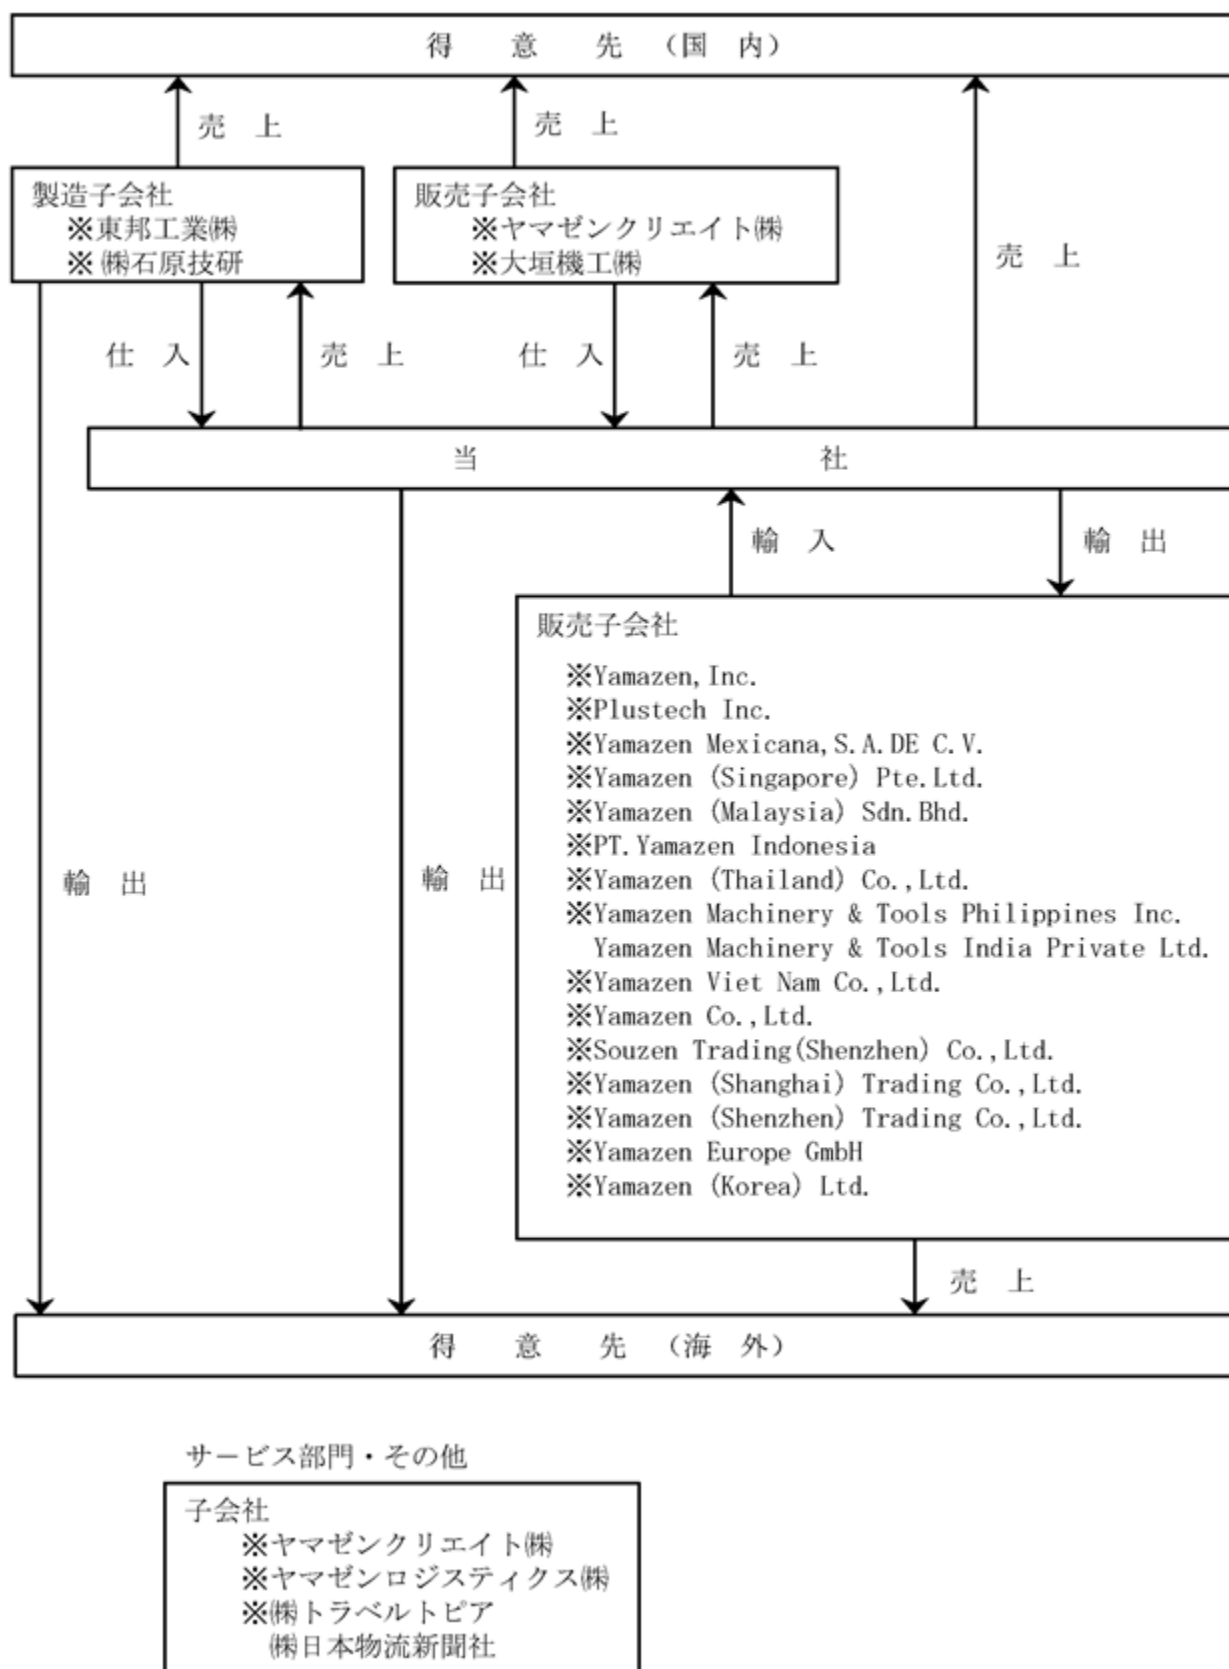 得 意 先 (国 内)
売 上
売 上
製造子会社
※東邦工業㈱
※㈱石原技研
販売子会社
※ヤマゼンクリエイト㈱
※大垣機工㈱
売 上
仕 入
売 上
仕 入
売 上
当 社
輸 入
輸 出
販売子会社
※Yamazen,Inc.
※Plustech Inc.
※Yamazen Mexicana,S.A.DE C.V.
※Yamazen (Singapore) Pte.Ltd.
※Yamazen (Malaysia) Sdn.Bhd.
※PT.Yamazen Indonesia
※Yamazen (Thailand) Co.,Ltd.
※Yamazen Machinery & Tools Philippines Inc.
Yamazen Machinery & Tools India Private Ltd.
※Yamazen Viet Nam Co.,Ltd.
※Yamazen Co.,Ltd.
※Souzen Trading(Shenzhen) Co.,Ltd.
※Yamazen (Shanghai) Trading Co.,Ltd.
※Yamazen (Shenzhen) Trading Co.,Ltd.
※Yamazen Europe GmbH
※Yamazen (Korea) Ltd.
輸 出
輸 出
売 上
得 意 先 (海 外)
サービス部門・その他
子会社
※ヤマゼンクリエイト㈱
※ヤマゼンロジスティクス㈱
※㈱トラベルトピア
㈱日本物流新聞社